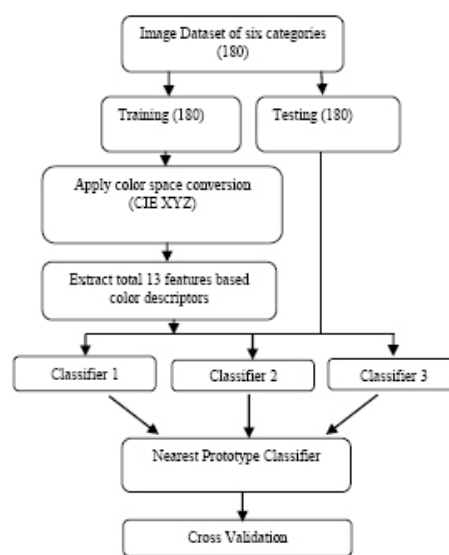 Image Dataset of six categories
(180)
Training (180)
Testing (180)
Apply color space conversion
(CIE XYZ)
Extract total 13 features based
color descriptors
Classifier 1
Classifier 2
Classifier 3
Nearest Prototype Classifier
Cross Validation